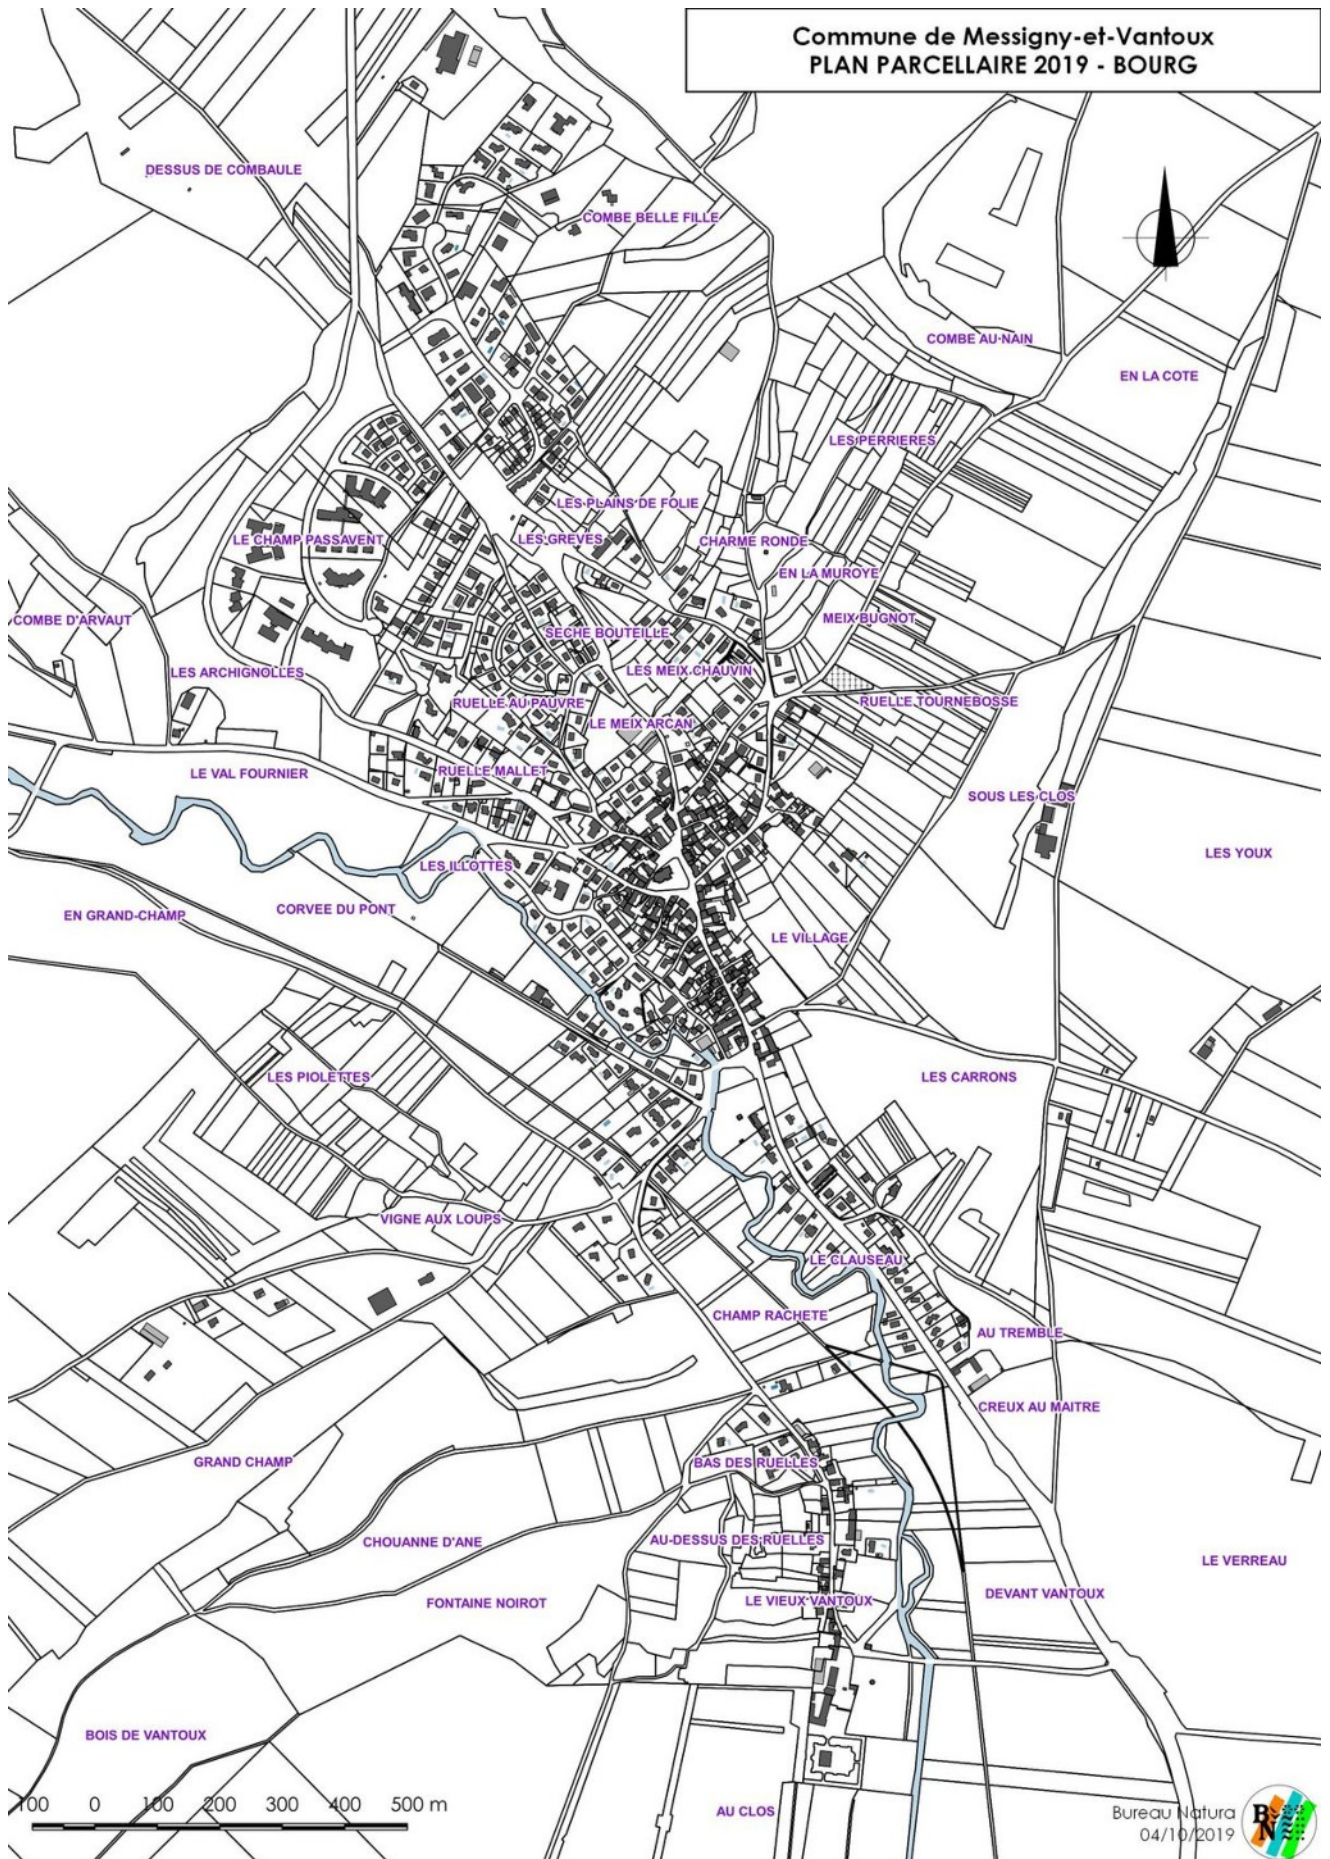 Commune de Messigny-et-Vantoux
PLAN PARCELLAIRE 2019 - BOURG
DESSUS DE COMBAULE
COMBE BELLE FILLE
COMBE AU NAIN
EN LA COTE
LES PERRIERES
LES PLAINS DE FOLIE
LE CHAMP PASSAVENT
LES GREVES
CHARME RONDE
EN LA MUROYE
COMBE D'ARVAUT
MEIX BUGNOT
SECHE BOUTEILLE
LES ARCHIGNOLLES
LES MEIX CHAUVIN
RUELLE AU PAUVRE
RUELLE TOURNEBOSSE
LE MEIX ARCAN
LE VAL FOURNIER
RUELLE MALLET
SOUS LES CLOS
LES YOUX
LES ILLOTTES
EN GRAND-CHAMP
CORVEE DU PONT
LE VILLAGE
LES PIOLETTES
LES CARRONS
VIGNE AUX LOUPS
LE CLAUSEAU
CHAMP RACHETE
AU TREMBLE
CREUX AU MAITRE
GRAND CHAMP
BAS DES RUELLES
CHOUANNE D'ANE
AU-DESSUS DES RUELLES
LE VERREAU
FONTAINE NOIROT
LE VIEUX VANTOUX
DEVANT VANTOUX
BOIS DE VANTOUX
100 0 100 200 300 400 500 m
AU CLOS
Bureau Natura
04/10/2019
BN